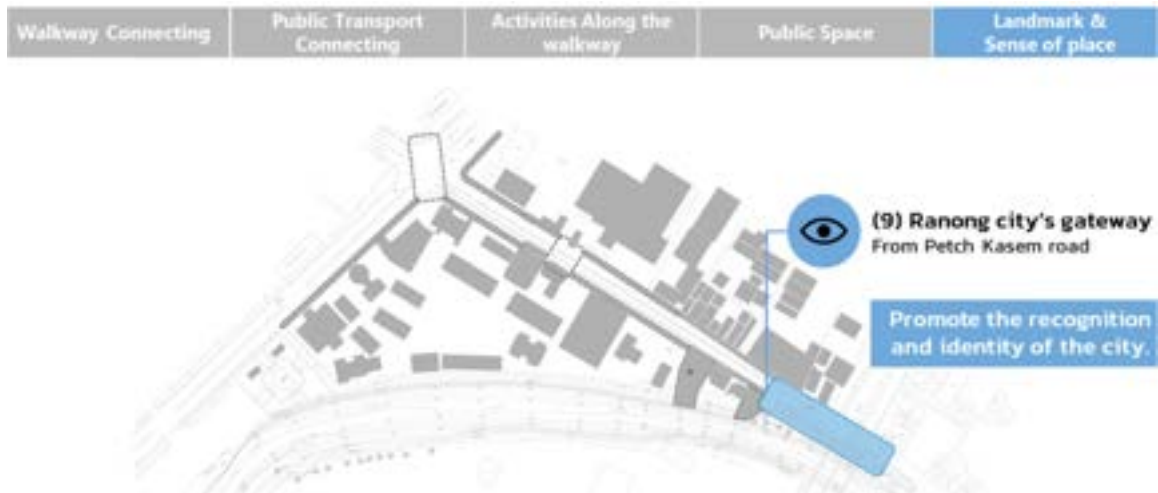 Walkway Connecting
Public Transport
Connecting
Activities Along the
walkway
Public Space
Landmark &
Sense of place
(9) Ranong city's gateway
From Petch Kasem road
Promote the recognition
and identity of the city.